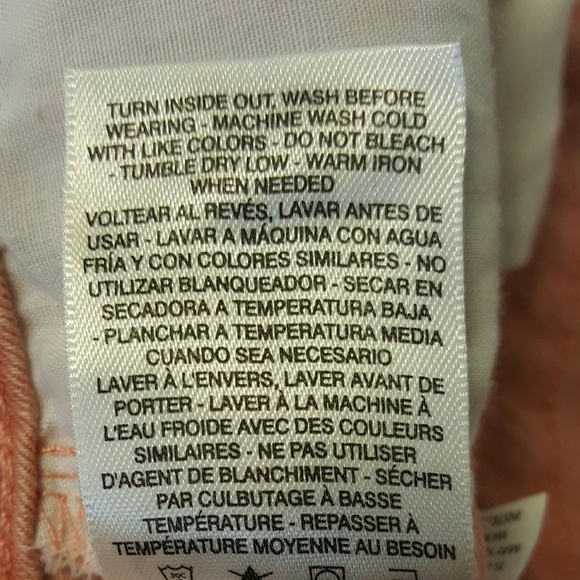 TURN INSIDE OUT, WASH BEFORE
WEARING - MACHINE WASH COLD
WITH LIKE COLORS - DO NOT BLEACH
- TUMBLE DRY LOW - WARM IRON
WHEN NEEDED
VOLTEAR AL REVÉS, LAVAR ANTES DE
USAR - LAVAR A MÁQUINA CON AGUA
FRÍA Y CON COLORES SIMILARES - NO
UTILIZAR BLANQUEADOR - SECAR EN
SECADORA A TEMPERATURA BAJA
- PLANCHAR A TEMPERATURA MEDIA
CUANDO SEA NECESARIO
LAVER À L'ENVERS, LAVER AVANT DE
PORTER - LAVER À LA MACHINE À
L'EAU FROIDE AVEC DES COULEURS
SIMILAIRES - NE PAS UTILISER
D'AGENT DE BLANCHIMENT - SÉCHER
PAR CULBUTAGE À BASSE
TEMPÉRATURE - REPASSER À
TEMPÉRATURE MOYENNE AU BESOIN
30C